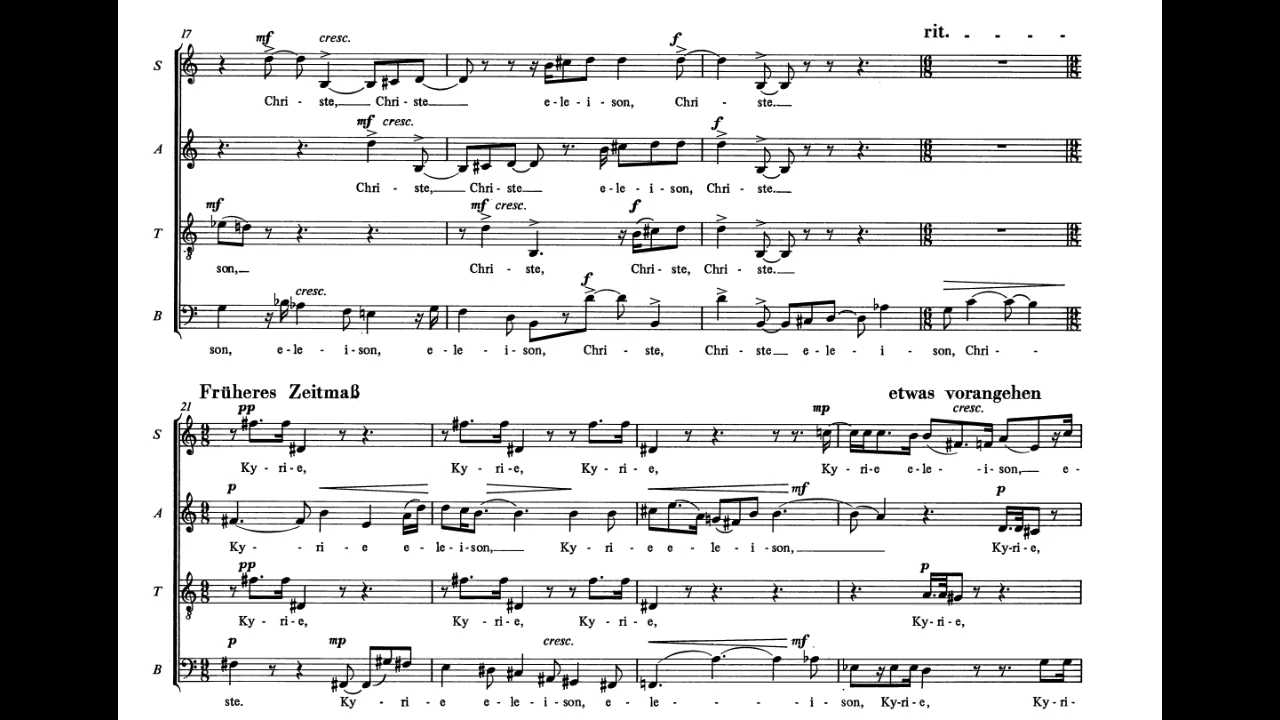 17 mf cresc. f rit. - - - -
S
Chri - ste, Chri - ste e - le - i - son, Chri - ste.
mf cresc. f
A
Chri - ste, Chri - ste e - le - i - son, Chri - ste.
mf mf cresc. f
T
son, Chri - ste, Chri - ste, Chri - ste.
cresc. f
B
son, e - le - i - son, e - le - i - son, Chri - ste, Chri - ste e - le - i - son, Chri - -
Früheres Zeitmaß etwas vorangehen
21 pp mp cresc.
S
Ky - ri - e, Ky - ri - e, Ky - ri - e, Ky - ri - e e - le - i - son, e -
p mf p
A
Ky - ri - e e - le - i - son, Ky - ri - e e - le - i - son, Ky - ri - e,
pp p
T
Ky - ri - e, Ky - ri - e, Ky - ri - e, Ky - ri - e,
p mp cresc. mf
B
ste. Ky - ri - e e - le - i - son, e - le - - - i - son, Ky - ri - e, Ky - ri -